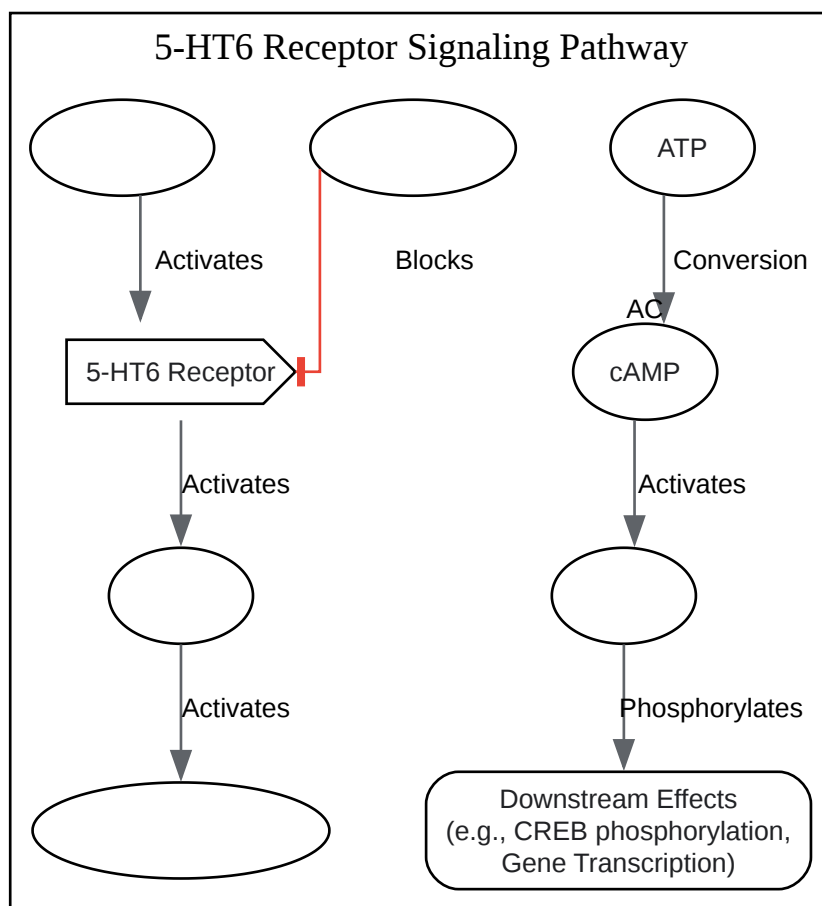 5-HT6 Receptor Signaling Pathway
ATP
Activates
Blocks
Conversion
AC
5-HT6 Receptor
cAMP
Activates
Activates
Activates
Phosphorylates
Downstream Effects
(e.g., CREB phosphorylation,
Gene Transcription)